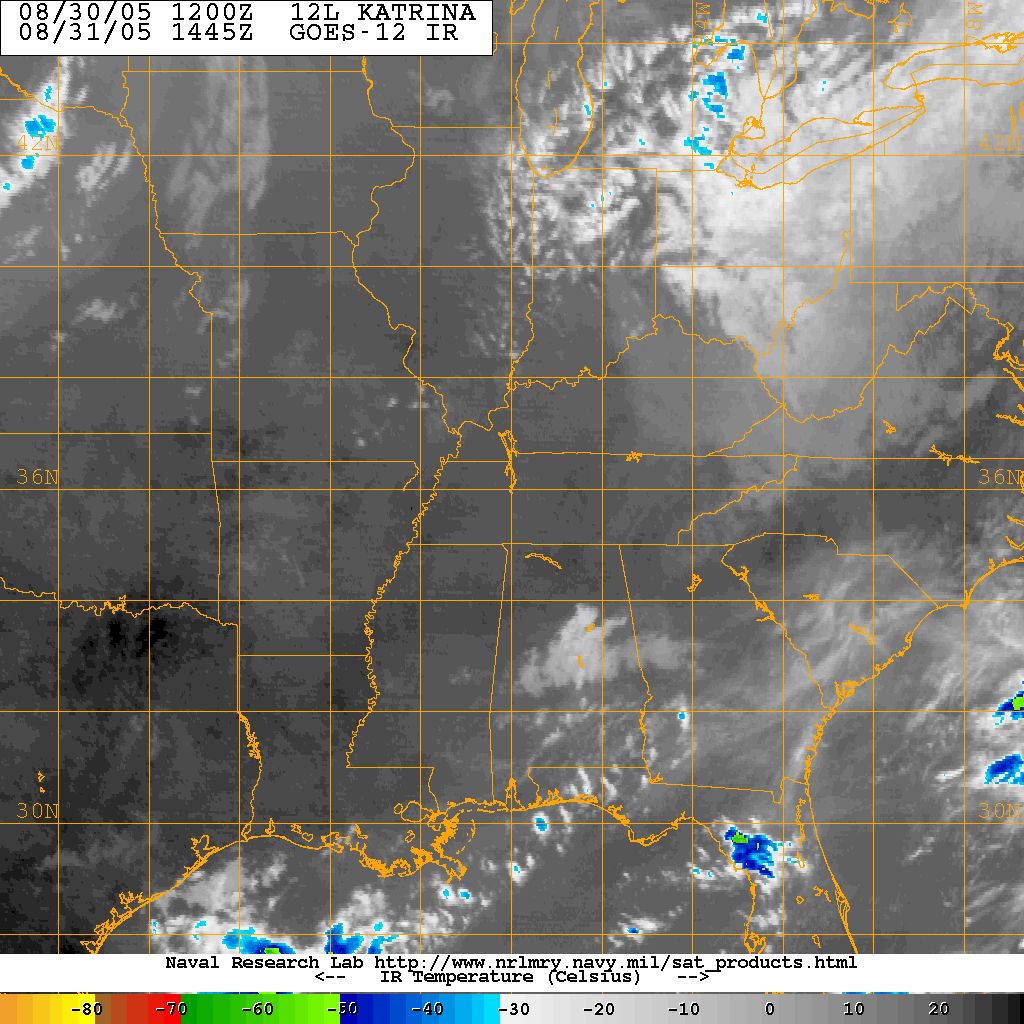 08/30/05 1200Z 12L KATRINA
08/31/05 1445Z GOES-12 IR
42N 42N
36N 36N
30N 30N
Naval Research Lab http://www.nrlmry.navy.mil/sat_products.html
<-- IR Temperature (Celsius) -->
-80 -70 -60 -50 -40 -30 -20 -10 0 10 20